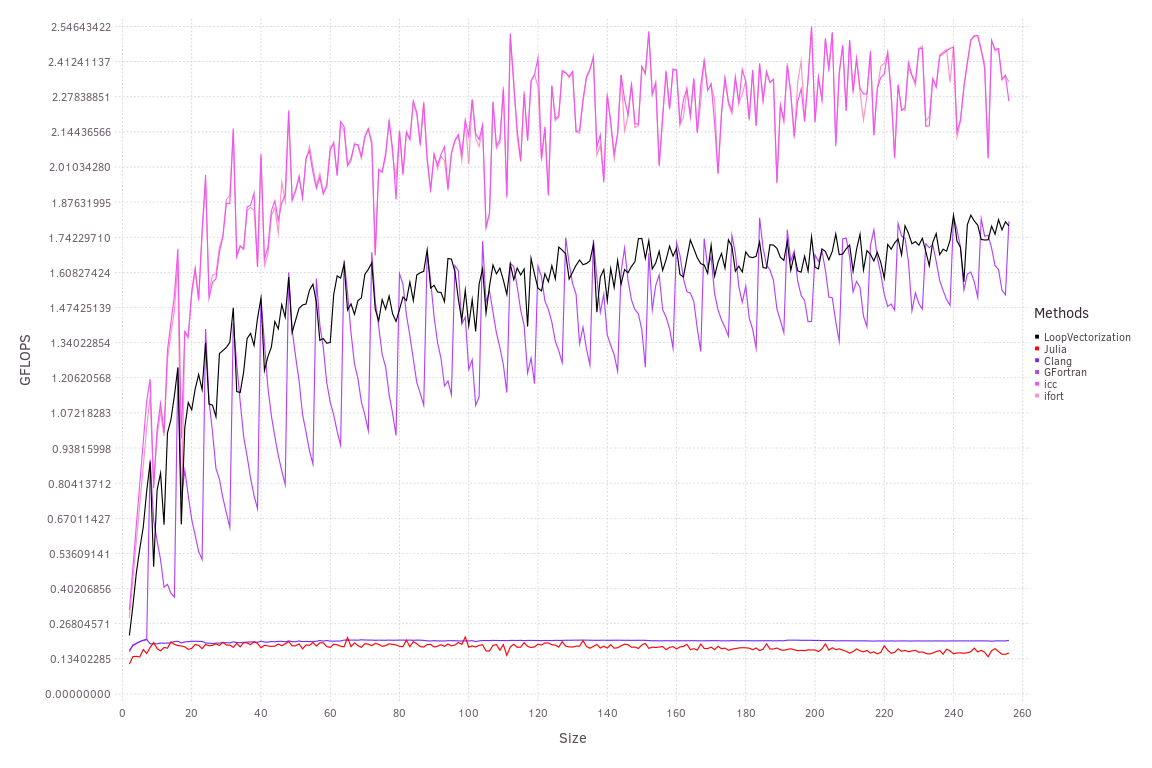 2.54643422
2.41241137
2.27838851
2.14436566
2.01034280
1.87631995
1.74229710
1.60827424
1.47425139
1.34022854
1.20620568
1.07218283
0.93815998
0.80413712
0.67011427
0.53609141
0.40206856
0.26804571
0.13402285
0.00000000
GFLOPS
0 20 40 60 80 100 120 140 160 180 200 220 240 260
Size
Methods
LoopVectorization
Julia
Clang
GFortran
icc
ifort